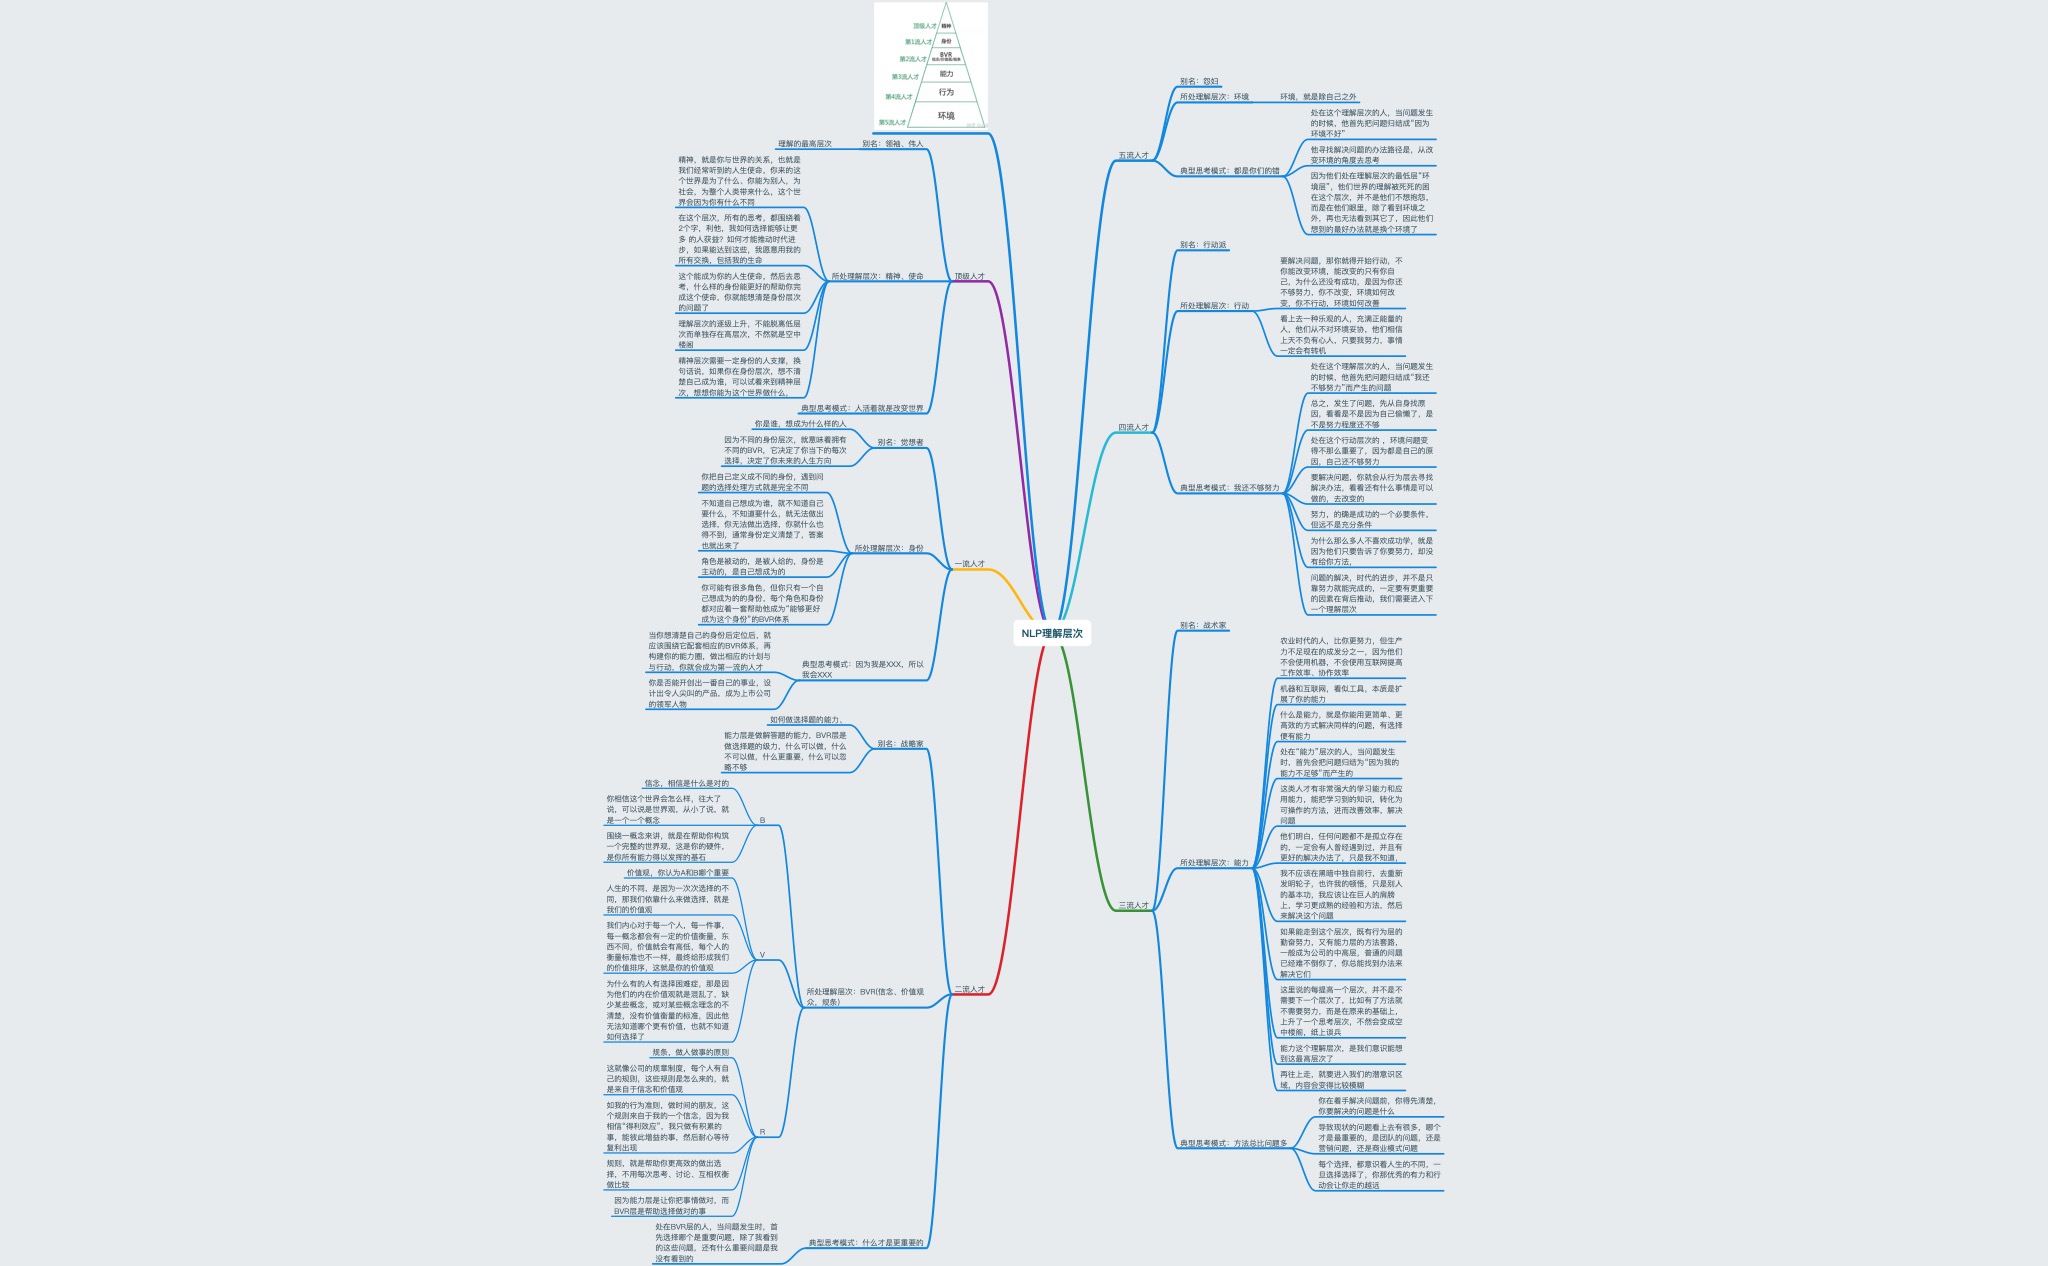 顶级人才
精神
第1流人才
身份
第2流人才
BVR
第3流人才
能力
第4流人才
行为
第5流人才
环境
NLP理解层次
五流人才
别名：怨妇
所处理解层次：环境
环境，就是除自己之外
典型思考模式：都是你们的错
处在这个理解层次的人，当问题发生
的时候，他首先把问题归结成“因为
环境不好”
他寻找解决问题的办法路径是，从改
变环境的角度去思考
因为他们处在理解层次的最低层“环
境层”，他们世界的理解被死死的困
在这个层次，并不是他们不想抱怨，
而是在他们眼里，除了看到环境之
外，再也无法看到其它了，因此他们
想到的最好办法就是换个环境了
四流人才
别名：行动派
所处理解层次：行动
要解决问题，那你就得开始行动，不
你能改变环境，能改变的只有你自
己，为什么还没有成功，是因为你还
不够努力，你不改变，环境如何改
变，你不行动，环境如何改善
看上去一种乐观的人，充满正能量的
人，他们从不对环境妥协，他们相信
上天不负有心人，只要我努力，事情
一定会有转机
典型思考模式：我还不够努力
处在这个理解层次的人，当问题发生
的时候，他首先把问题归结成“我还
不够努力”而产生的问题
总之，发生了问题，先从自身找原
因，看看是不是因为自己偷懒了，是
不是努力程度还不够
处在这个行动层次的 ，环境问题变
得不那么重要了，因为都是自己的原
因，自己还不够努力
要解决问题，你就会从行为层去寻找
解决办法，看看还有什么事情是可以
做的，去改变的
努力，的确是成功的一个必要条件，
但远不是充分条件
为什么那么多人不喜欢成功学，就是
因为他们只要告诉了你要努力，却没
有给你方法，
问题的解决，时代的进步，并不是只
靠努力就能完成的，一定要有更重要
的因素在背后推动，我们需要进入下
一个理解层次
三流人才
别名：战术家
所处理解层次：能力
农业时代的人，比你更努力，但生产
力不足现在的成发分之一，因为他们
不会使用机器，不会使用互联网提高
工作效率、协作效率
机器和互联网，看似工具，本质是扩
展了你的能力
什么是能力，就是你能用更简单、更
高效的方式解决同样的问题，有选择
便有能力
处在“能力”层次的人，当问题发生
时，首先会把问题归结为“因为我的
能力不足够”而产生的
这类人才有非常强大的学习能力和应
用能力，能把学习到的知识，转化为
可操作的方法，进而改善效率，解决
问题
他们明白，任何问题都不是孤立存在
的，一定会有人曾经遇到过，并且有
更好的解决办法了，只是我不知道，
我不应该在黑暗中独自前行，去重新
发明轮子，也许我的顿悟，只是别人
的基本功，我应该让在巨人的肩膀
上，学习更成熟的经验和方法，然后
来解决这个问题
如果能走到这个层次，既有行为层的
勤奋努力，又有能力层的方法套路，
一般成为公司的中高层，普通的问题
已经难不倒你了，你总能找到办法来
解决它们
这里说的每提高一个层次，并不是不
需要下一个层次了，比如有了方法就
不需要努力，而是在原来的基础上，
上升了一个思考层次，不然会变成空
中楼阁，纸上谈兵
能力这个理解层次，是我们意识能想
到这最高层次了
再往上走，就要进入我们的潜意识区
域，内容会变得比较模糊
典型思考模式：方法总比问题多
你在着手解决问题前，你得先清楚，
你要解决的问题是什么
导致现状的问题看上去有很多，哪个
才是最重要的，是团队的问题，还是
营销问题，还是商业模式问题
每个选择，都意识着人生的不同，一
旦选择选择了，你那优秀的有力和行
动会让你走的越远
顶级人才
别名：领袖、伟人
理解的最高层次
所处理解层次：精神、使命
精神，就是你与世界的关系，也就是
我们经常听到的人生使命，你来的这
个世界是为了什么、你能为别人，为
社会，为整个人类带来什么，这个世
界会因为你有什么不同
在这个层次，所有的思考，都围绕着
2个字，利他，我如何选择能够让更
多 的人获益？如何才能推动时代进
步，如果能达到这些，我愿意用我的
所有交换，包括我的生命
这个能成为你的人生使命，然后去思
考，什么样的身份能更好的帮助你完
成这个使命，你就能想清楚身份层次
的问题了
理解层次的逐级上升，不能脱离低层
次而单独存在高层次，不然就是空中
楼阁
精神层次需要一定身份的人支撑，换
句话说，如果你在身份层次，想不清
楚自己成为谁，可以试着来到精神层
次，想想你能为这个世界做什么，
典型思考模式：人活着就是改变世界
一流人才
别名：觉想者
你是谁，想成为什么样的人
因为不同的身份层次，就意味着拥有
不同的BVR，它决定了你当下的每次
选择，决定了你未来的人生方向
所处理解层次：身份
你把自己定义成不同的身份，遇到问
题的选择处理方式就是完全不同
不知道自己想成为谁，就不知道自己
要什么，不知道要什么，就无法做出
选择，你无法做出选择，你就什么也
得不到，通常身份定义清楚了，答案
也就出来了
角色是被动的，是被人给的，身份是
主动的，是自己想成为的
你可能有很多角色，但你只有一个自
己想成为的的身份，每个角色和身份
都对应着一套帮助他成为“能够更好
成为这个身份”的BVR体系
典型思考模式：因为我是XXX，所以
我会XXX
当你想清楚自己的身份后定位后，就
应该围绕它配套相应的BVR体系，再
构建你的能力圈，做出相应的计划与
与行动，你就会成为第一流的人才
你是否能开创出一番自己的事业，设
计出令人尖叫的产品，成为上市公司
的领军人物
二流人才
别名：战略家
如何做选择题的能力，
能力层是做解答题的能力，BVR层是
做选择题的级力，什么可以做，什么
不可以做，什么更重要，什么可以忽
略不够
所处理解层次：BVR(信念、价值观
众，规条)
B
信念，相信是什么是对的
你相信这个世界会怎么样，往大了
说，可以说是世界观，从小了说，就
是一个一个概念
围绕一概念来讲，就是在帮助你构筑
一个完整的世界观，这是你的硬件，
是你所有能力得以发挥的基石
V
价值观，你认为A和B哪个重要
人生的不同，是因为一次次选择的不
同，那我们依靠什么来做选择，就是
我们的价值观
我们内心对于每一个人，每一件事，
每一概念都会有一定的价值衡量，东
西不同，价值就会有高低，每个人的
衡量标准也不一样，最终给形成我们
的价值排序，这就是你的价值观
为什么有的人有选择困难症，那是因
为他们的内在价值观就是混乱了，缺
少某些概念，或对某些概念理念的不
清楚，没有价值衡量的标准，因此他
无法知道哪个更有价值，也就不知道
如何选择了
R
规条，做人做事的原则
这就像公司的规章制度，每个人有自
己的规则，这些规则是怎么来的，就
是来自于信念和价值观
如我的行为准则，做时间的朋友，这
个规则来自于我的一个信念，因为我
相信“得利效应”，我只做有积累的
事，能彼此增益的事，然后耐心等待
复利出现
规则，就是帮助你更高效的做出选
择，不用每次思考、讨论、互相权衡
做比较
因为能力层是让你把事情做对，而
BVR层是帮助选择做对的事
典型思考模式：什么才是更重要的
处在BVR层的人，当问题发生时，首
先选择哪个是重要问题，除了我看到
的这些问题，还有什么重要问题是我
没有看到的